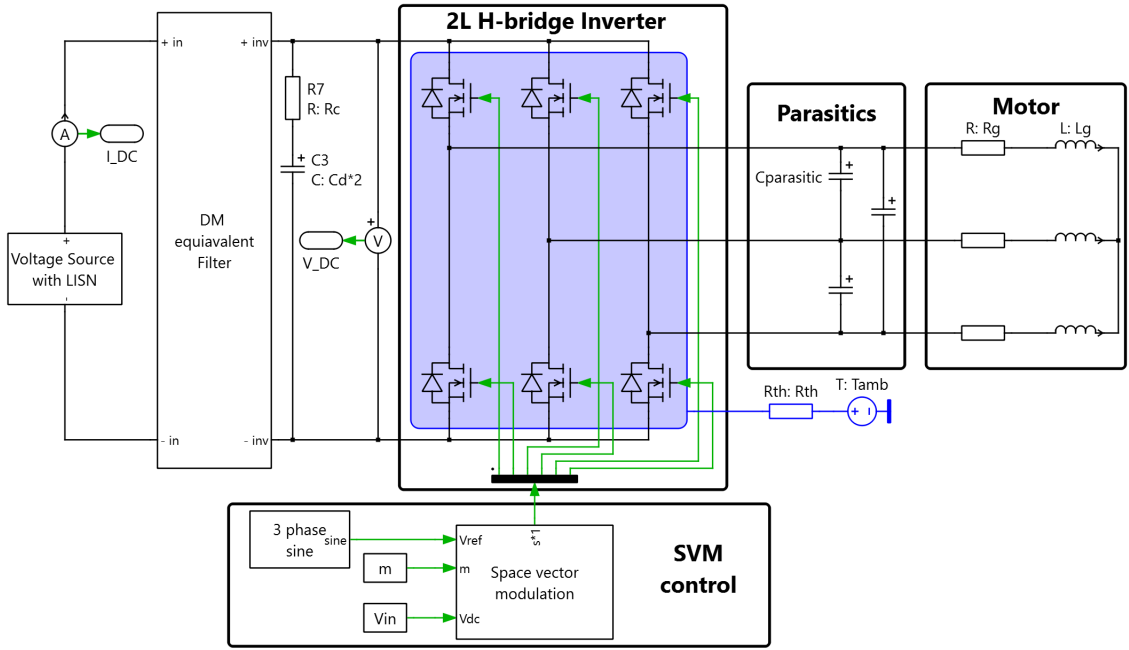 2L H-bridge Inverter
+ in
+ inv
R7
R: Rc
A
I_DC
C3
C: Cd*2
+
DM
equiavalent
Filter
+
Voltage Source
with LISN
-
+
V
V_DC
- in
- inv
Parasitics
Cparasitic
+
+
+
Motor
R: Rg
L: Lg
Rth: Rth
T: Tamb
+
-
3 phase
sine
sine
m
Vin
Vref
m
Vdc
s*1
Space vector
modulation
SVM
control